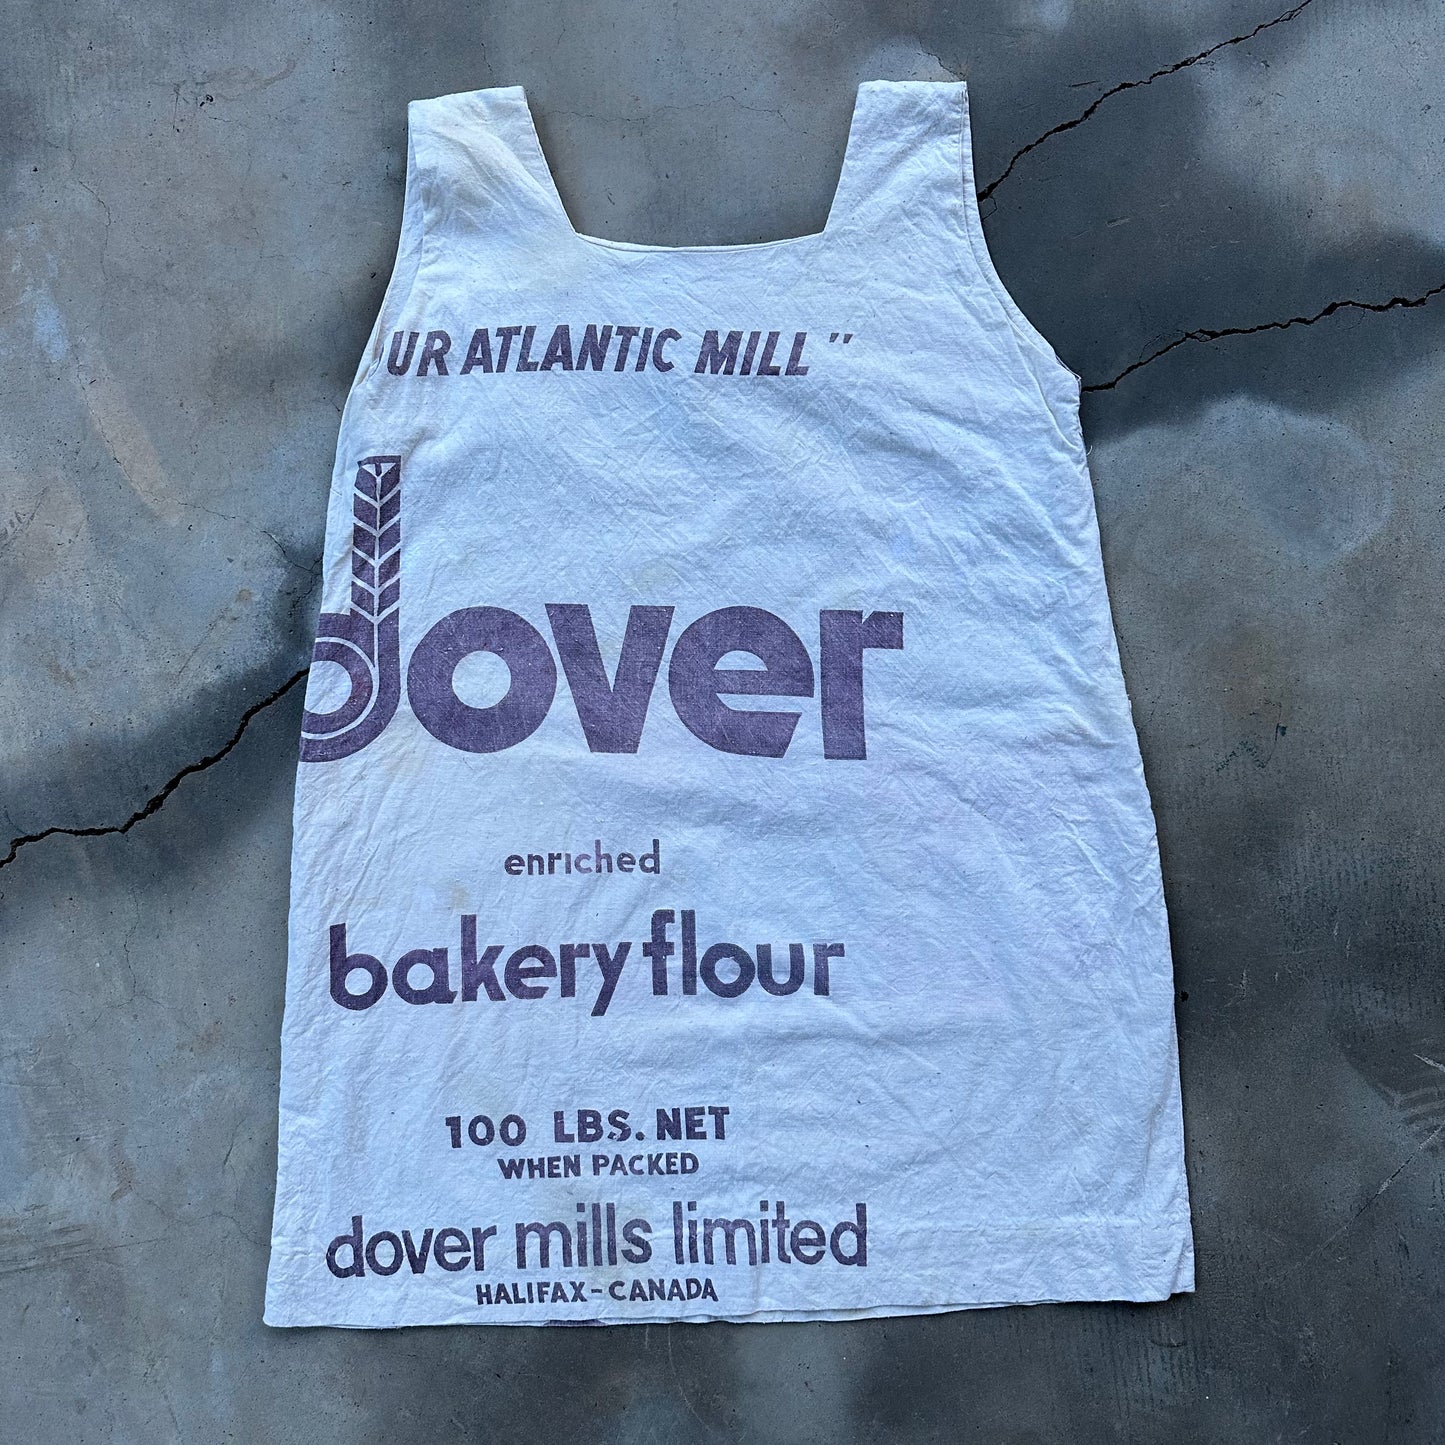 UR ATLANTIC MILL"
dover
enriched
bakery flour
100 LBS. NET
WHEN PACKED
dover mills limited
HALIFAX-CANADA